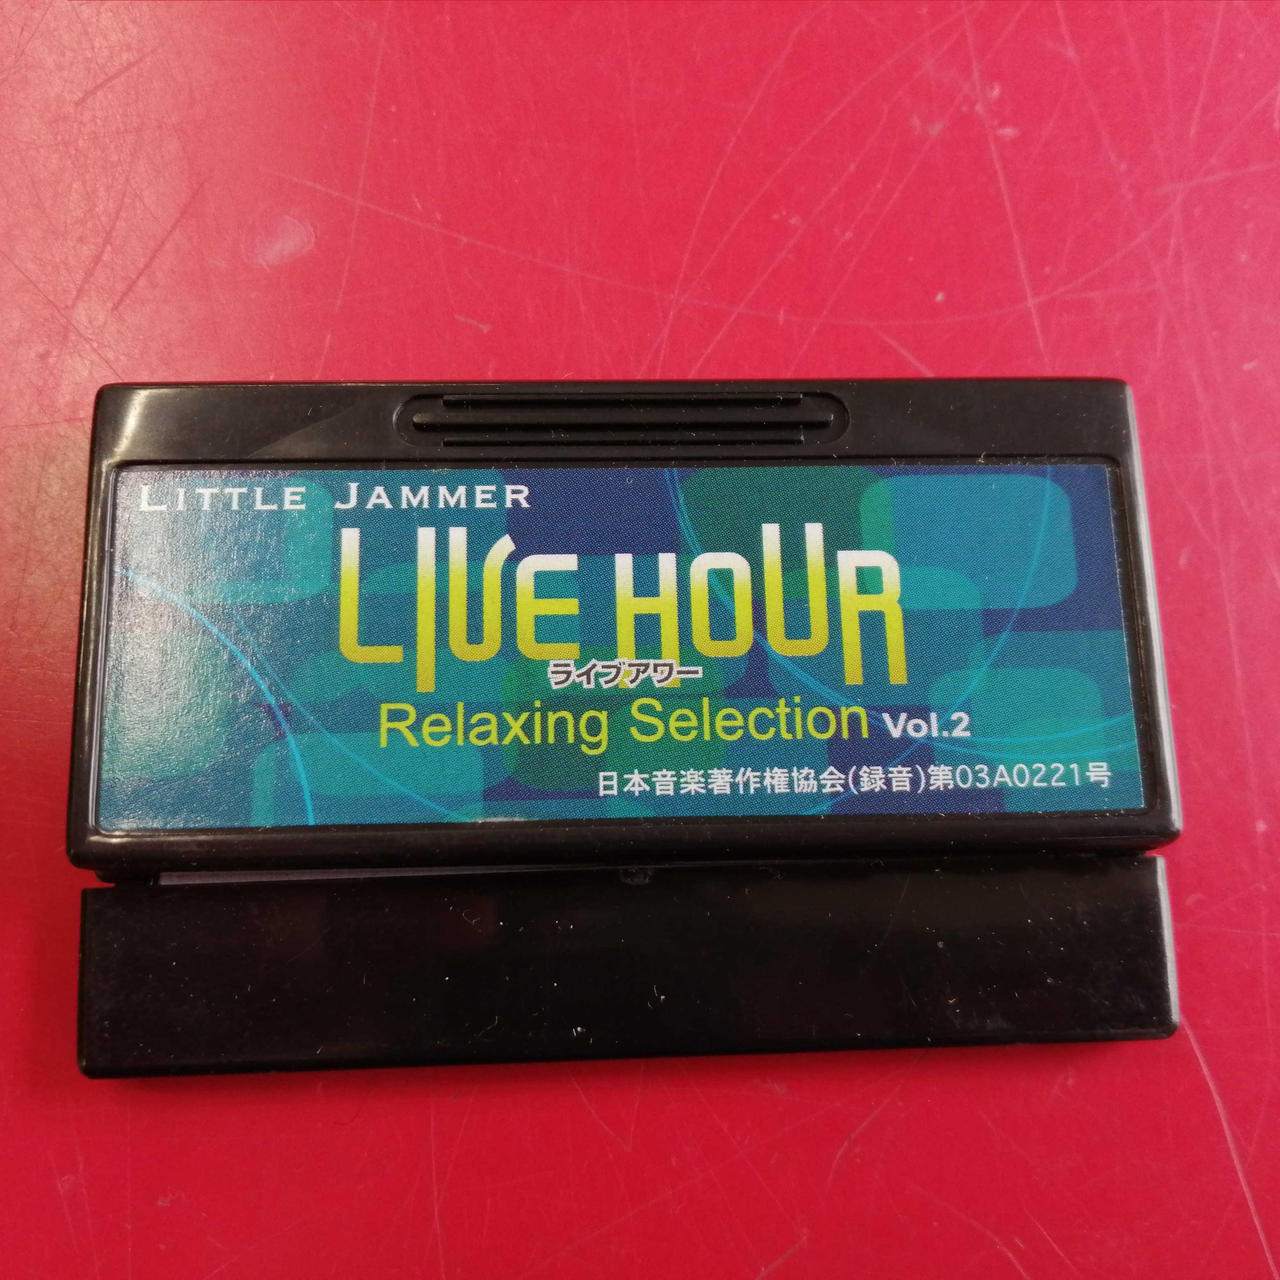 LITTLE JAMMER
LIVE HOUR
ライブアワー
Relaxing Selection Vol.2
日本音楽著作権協会(録音)第03A0221号